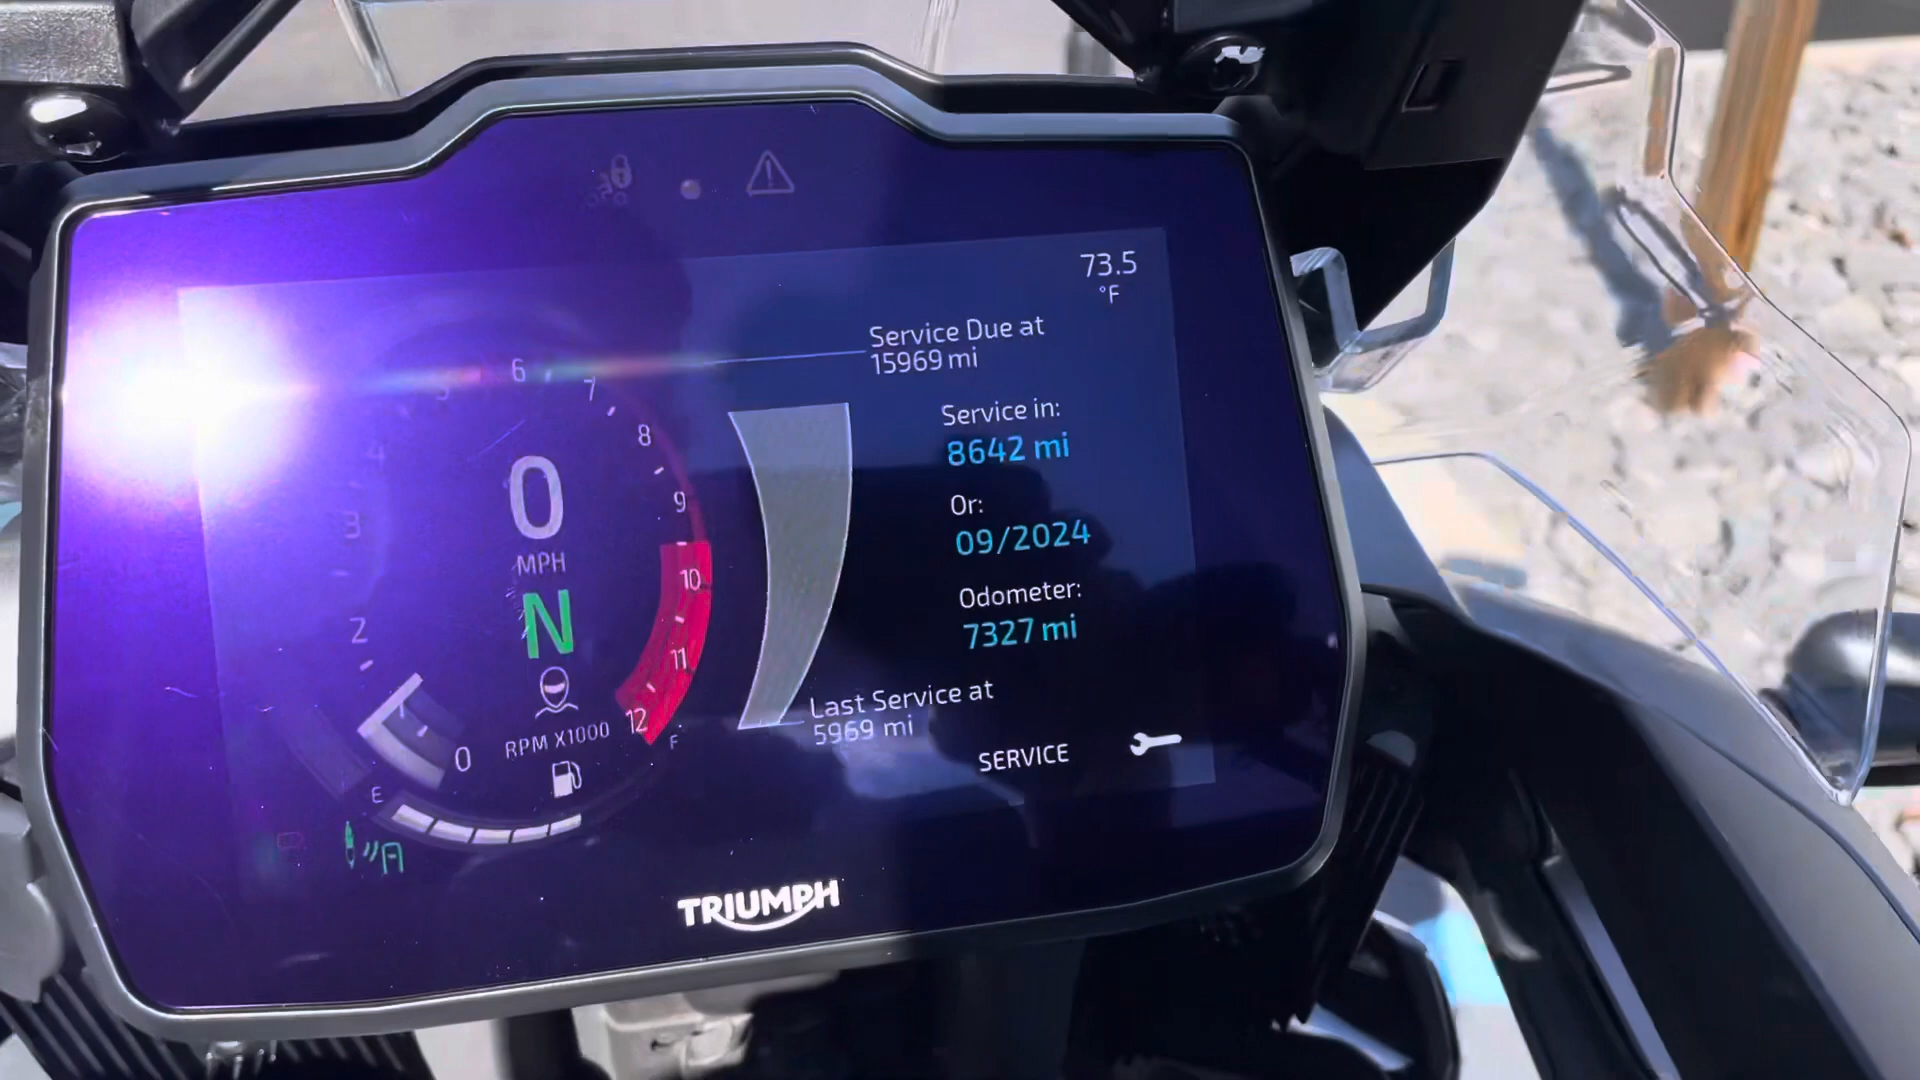 73.5
°F
Service Due at
15969 mi
Service in:
8642 mi
Or:
09/2024
Odometer:
7327 mi
Last Service at
5969 mi
SERVICE
6
5
7
4
8
3
9
2
10
1
11
0
12
0
MPH
N
RPM X1000
E
F
A
TRIUMPH